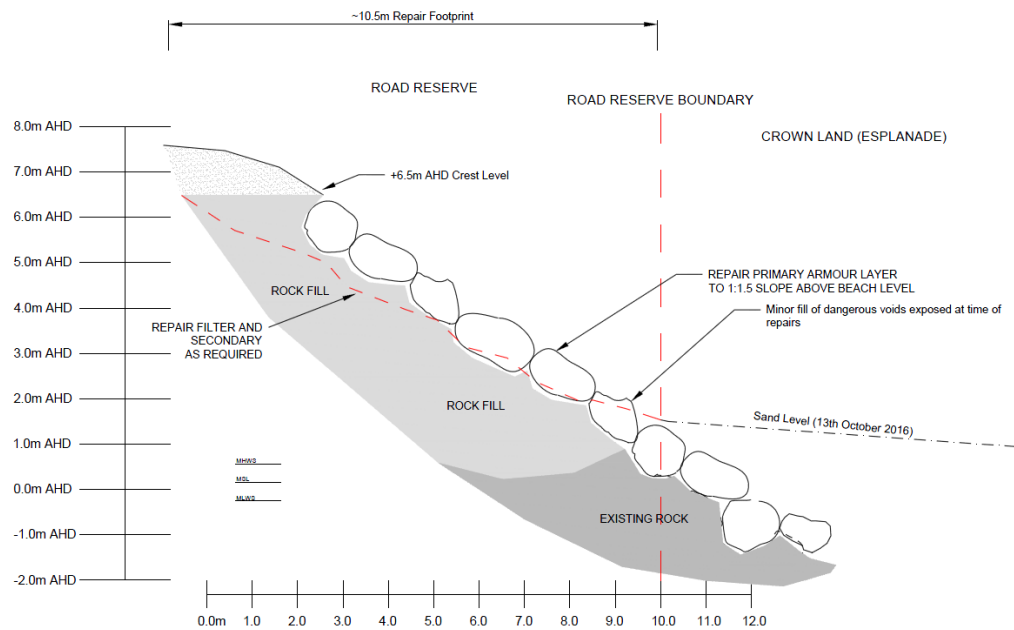 ~10.5m Repair Footprint
ROAD RESERVE
ROAD RESERVE BOUNDARY
CROWN LAND (ESPLANADE)
8.0m AHD
7.0m AHD
+6.5m AHD Crest Level
6.0m AHD
5.0m AHD
REPAIR PRIMARY ARMOUR LAYER
TO 1:1.5 SLOPE ABOVE BEACH LEVEL
ROCK FILL
4.0m AHD
Minor fill of dangerous voids exposed at time of
repairs
REPAIR FILTER AND
SECONDARY
AS REQUIRED
3.0m AHD
2.0m AHD
ROCK FILL
Sand Level (13th October 2016)
1.0m AHD
MHWS
MSL
0.0m AHD
MLWS
EXISTING ROCK
-1.0m AHD
-2.0m AHD
0.0m 1.0 2.0 3.0 4.0 5.0 6.0 7.0 8.0 9.0 10.0 11.0 12.0